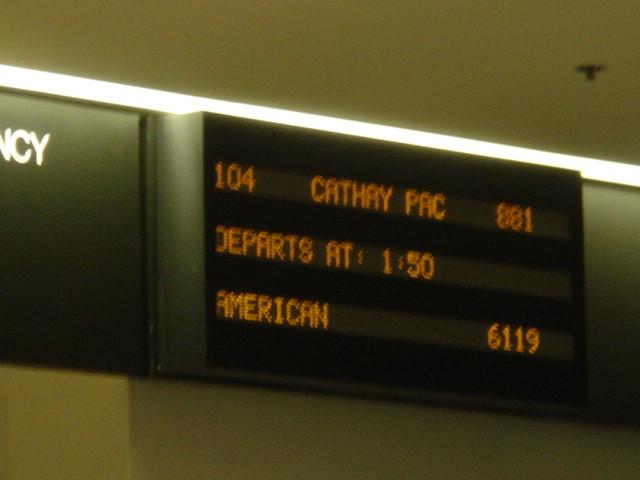 NCY
104 CATHAY PAC 881
DEPARTS AT: 1:50
AMERICAN 6119